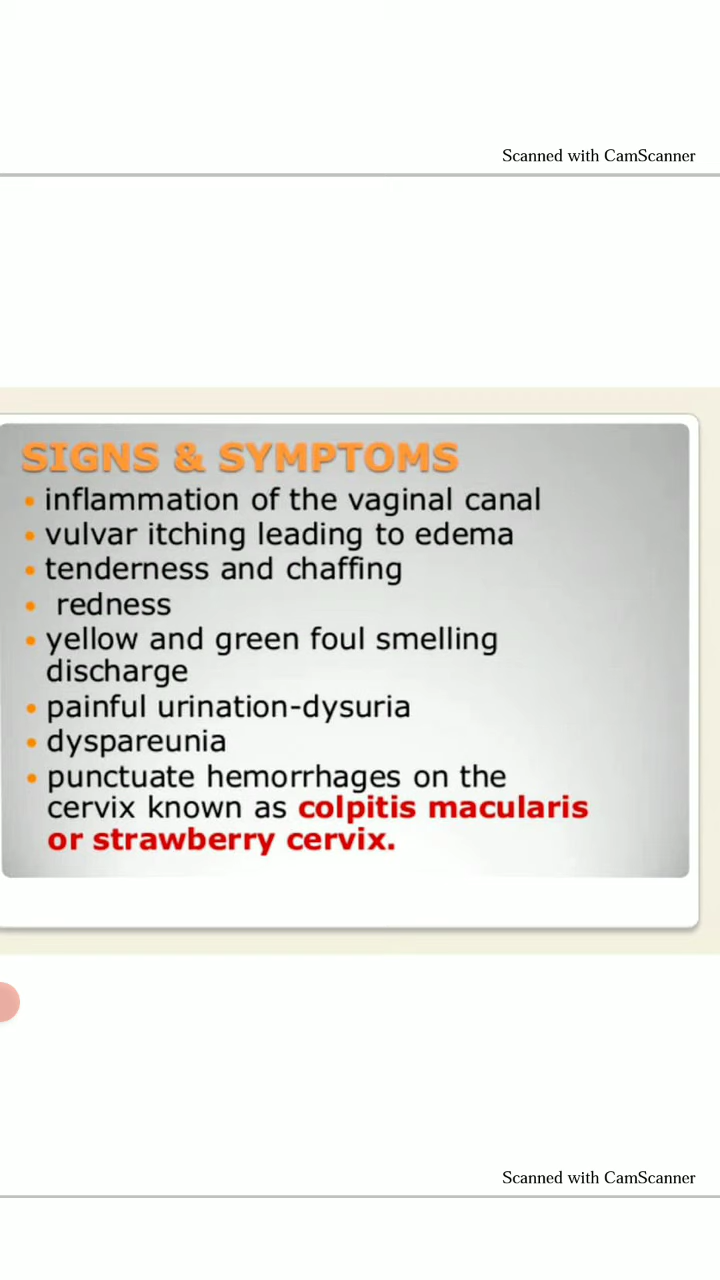 Scanned with CamScanner
SIGNS & SYMPTOMS
• inflammation of the vaginal canal
• vulvar itching leading to edema
• tenderness and chaffing
• redness
• yellow and green foul smelling
discharge
• painful urination-dysuria
• dyspareunia
• punctuate hemorrhages on the
cervix known as colpitis macularis
or strawberry cervix.
Scanned with CamScanner